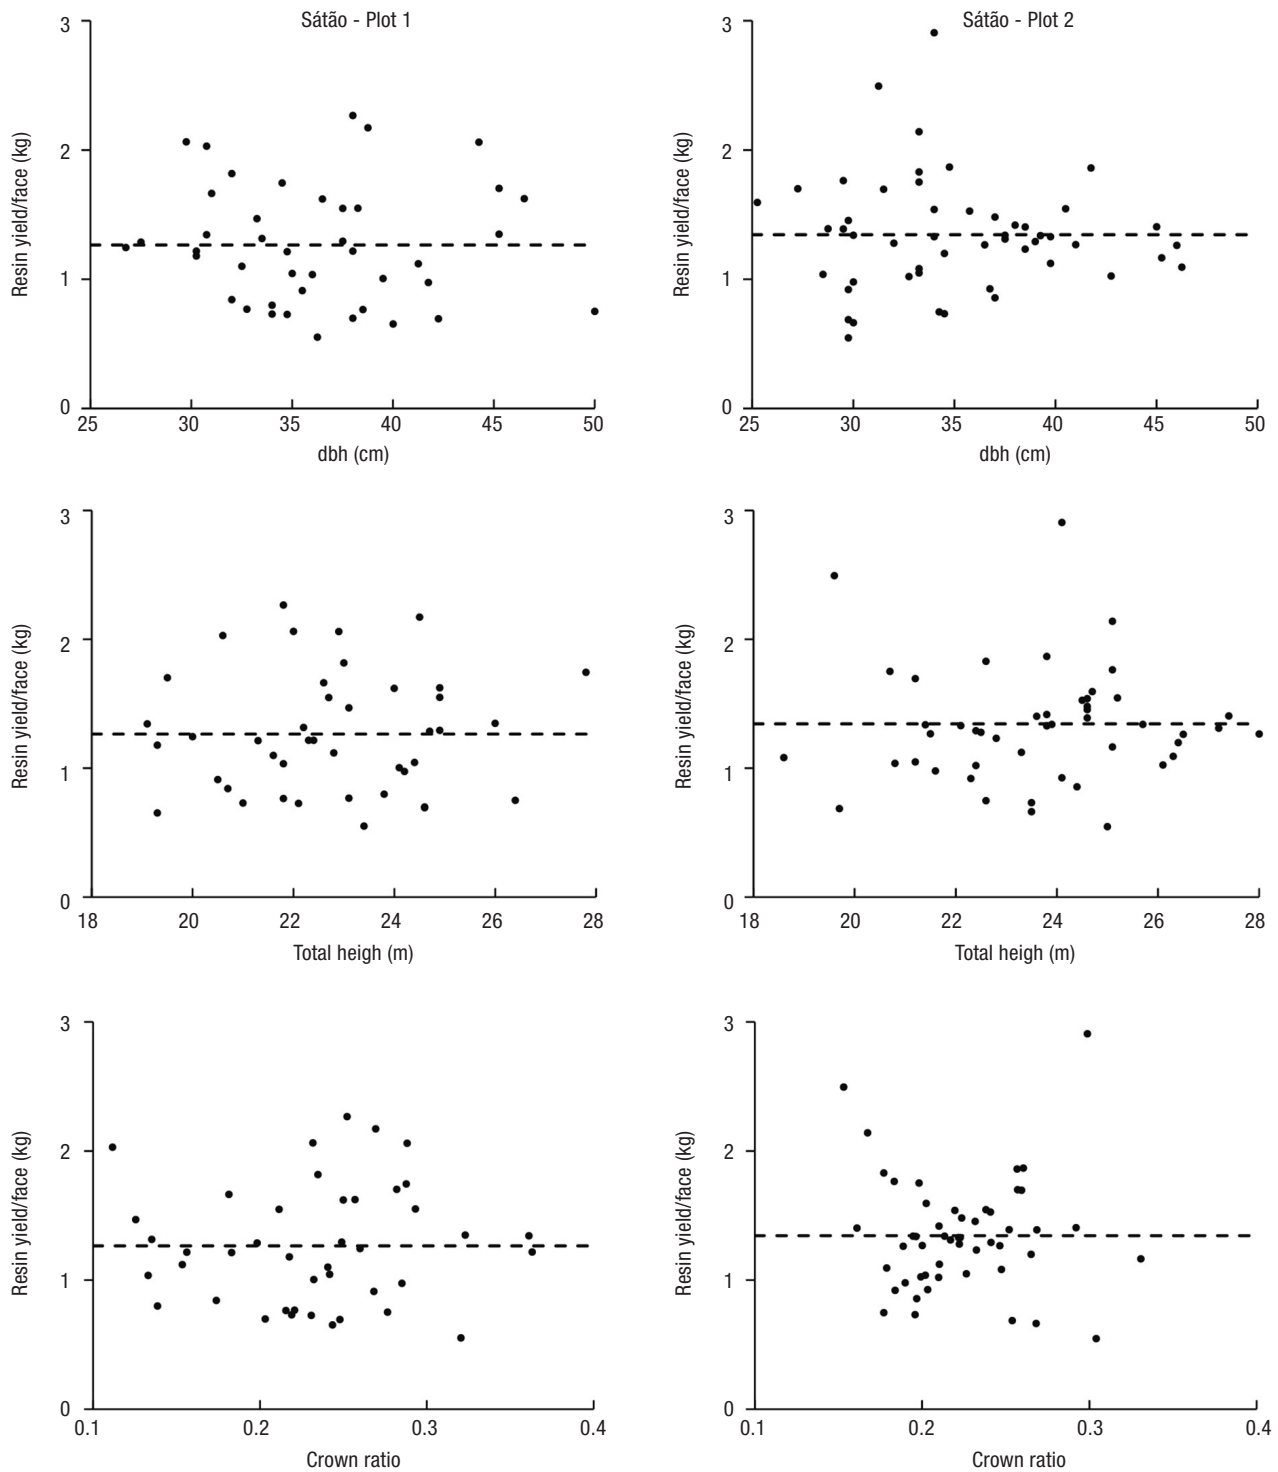 Sátão - Plot 1
3
2
1
0
Resin yield/face (kg)
25 30 35 40 45 50
dbh (cm)
Sátão - Plot 2
3
2
1
0
Resin yield/face (kg)
25 30 35 40 45 50
dbh (cm)
3
2
1
0
Resin yield/face (kg)
18 20 22 24 26 28
Total heigh (m)
3
2
1
0
Resin yield/face (kg)
18 20 22 24 26 28
Total heigh (m)
3
2
1
0
Resin yield/face (kg)
0.1 0.2 0.3 0.4
Crown ratio
3
2
1
0
Resin yield/face (kg)
0.1 0.2 0.3 0.4
Crown ratio